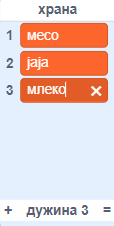 храна
1 месо
2 јаја
3 млеко
+ дужина 3 =